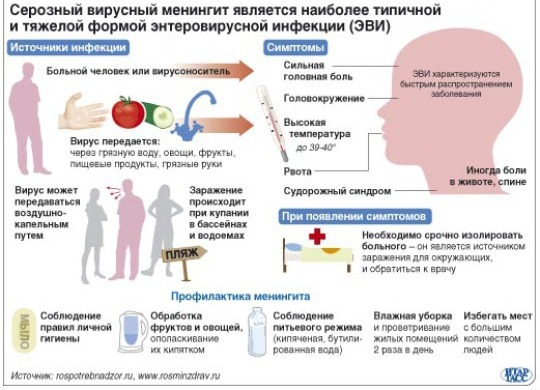 Серозный вирусный менингит является наиболее типичной
и тяжелой формой энтеровирусной инфекции (ЭВИ)
Источники инфекции
Больной человек или вирусоноситель
Вирус передается:
через грязную воду, овощи, фрукты,
пищевые продукты, грязные руки
Вирус может
передаваться
воздушно-
капельным
путем
Заражение
происходит
при купании
в бассейнах
и водоемах
ПЛЯЖ
Симптомы
Сильная
головная боль
Головокружение
Высокая
температура
до 39-40°
Рвота
Судорожный синдром
ЭВИ характеризуются
быстрым распространением
заболевания
Иногда боли
в животе, спине
При появлении симптомов
Необходимо срочно изолировать
больного – он является источником
заражения для окружающих,
и обратиться к врачу
Профилактика менингита
МЫЛО
Соблюдение
правил личной
гигиены
Обработка
фруктов и овощей,
ополаскивание
их кипятком
Соблюдение
питьевого режима
(кипяченая, бутили-
рованная вода)
Влажная уборка
и проветривание
жилых помещений
2 раза в день
Избегать мест
с большим
количеством
людей
Источник: rospotrebnadzor.ru, www.rosminzdrav.ru
ИТАР
ТАСС